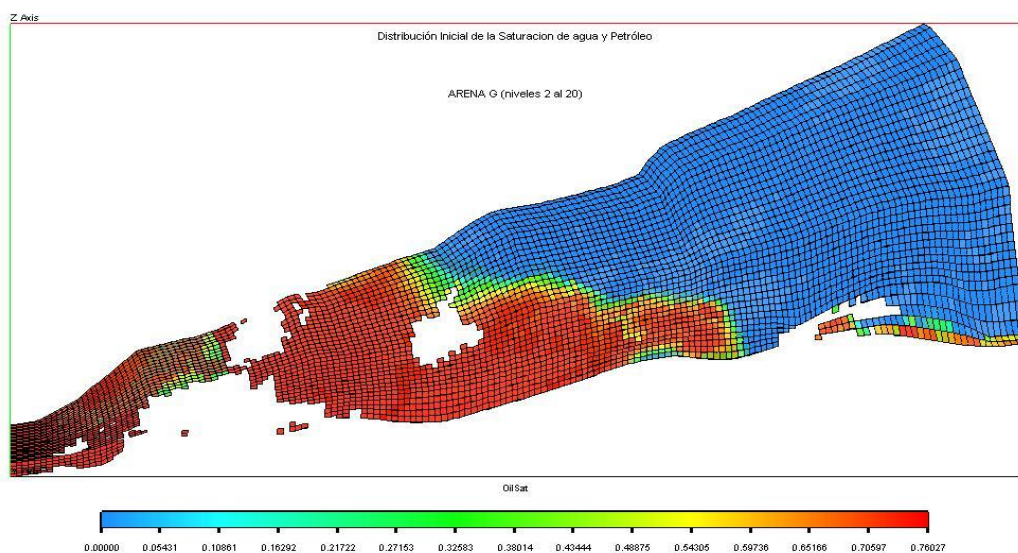 Z Axis
Distribución Inicial de la Saturacion de agua y Petróleo
ARENA G (niveles 2 al 20)
OilSat
0.00000 0.05431 0.10861 0.16292 0.21722 0.27153 0.32583 0.38014 0.43444 0.48875 0.54305 0.59736 0.65166 0.70597 0.76027